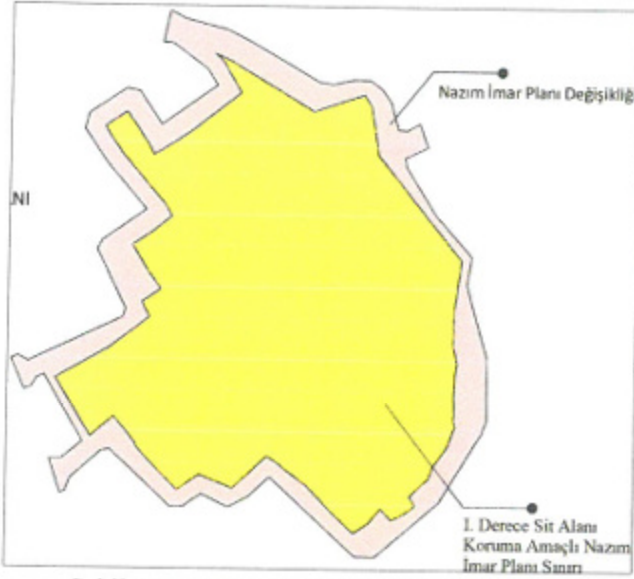 Nazım İmar Planı Değişikliğ
NI
I. Derece Sit Alanı
Koruma Amaçlı Nazım
İmar Planı Sınırı